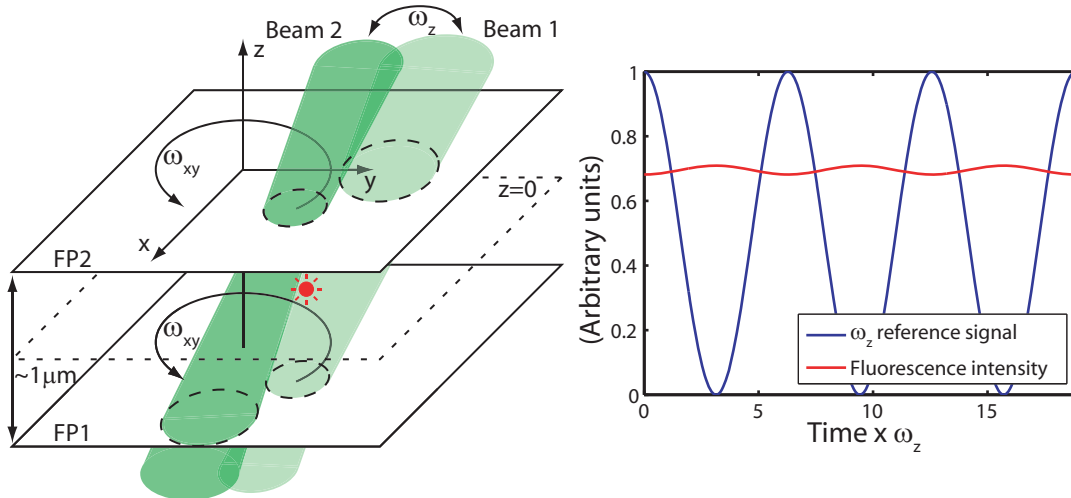 Beam 2
ω_z
Beam 1
z
ω_xy
y
z=0
x
FP2
ω_xy
~1μm
FP1
1
0.8
0.6
0.4
0.2
0
(Arbitrary units)
ω_z reference signal
Fluorescence intensity
0
5
10
15
Time x ω_z